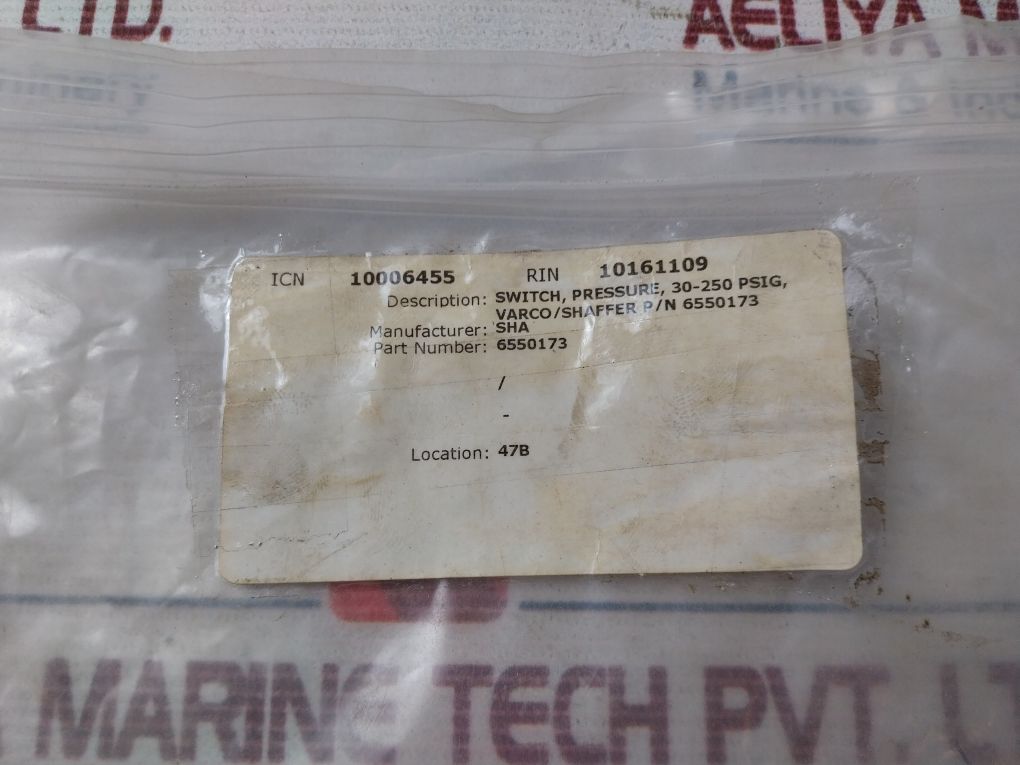 LTD. AELIYA M
Marine &
ICN 10006455 RIN 10161109
Description: SWITCH, PRESSURE, 30-250 PSIG,
VARCO/SHAFFER P/N 6550173
Manufacturer: SHA
Part Number: 6550173
/
-
Location: 47B
MARINE TECH PVT. LT